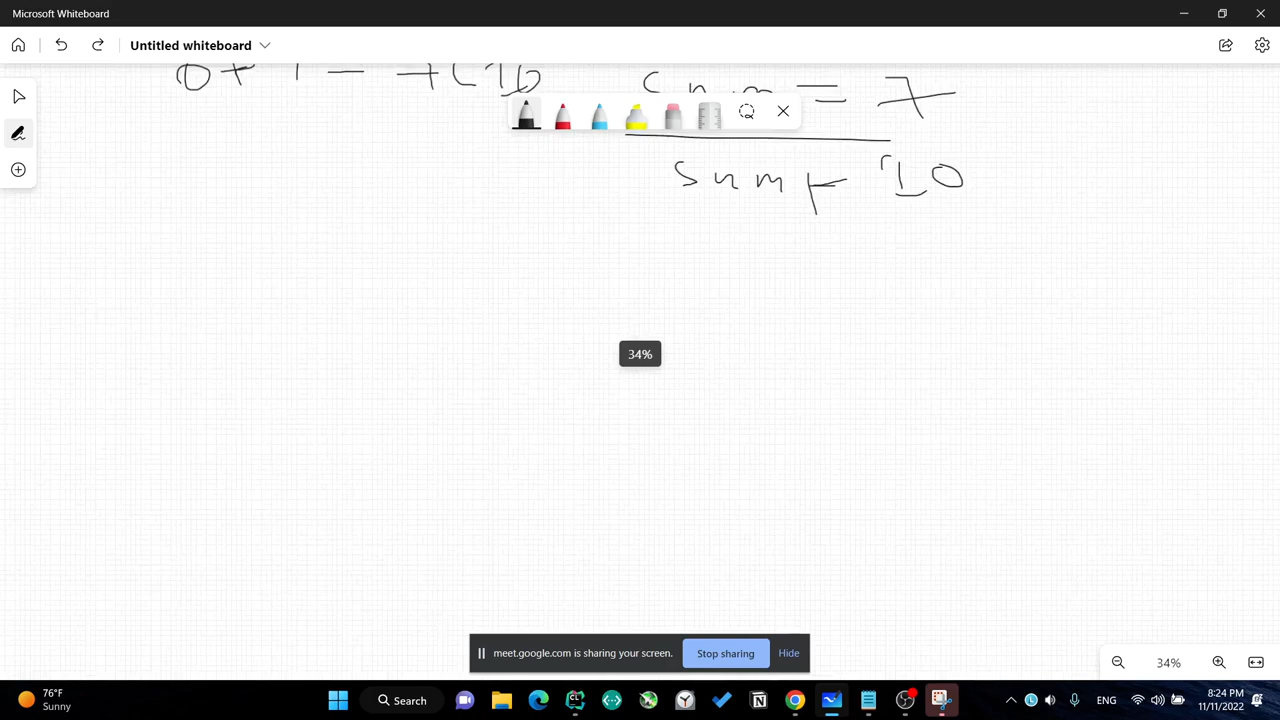 Microsoft Whiteboard
Untitled whiteboard
= 7
sum 10
34%
meet.google.com is sharing your screen.
Stop sharing
Hide
34%
76°F
Sunny
Search
ENG
8:24 PM
11/11/2022